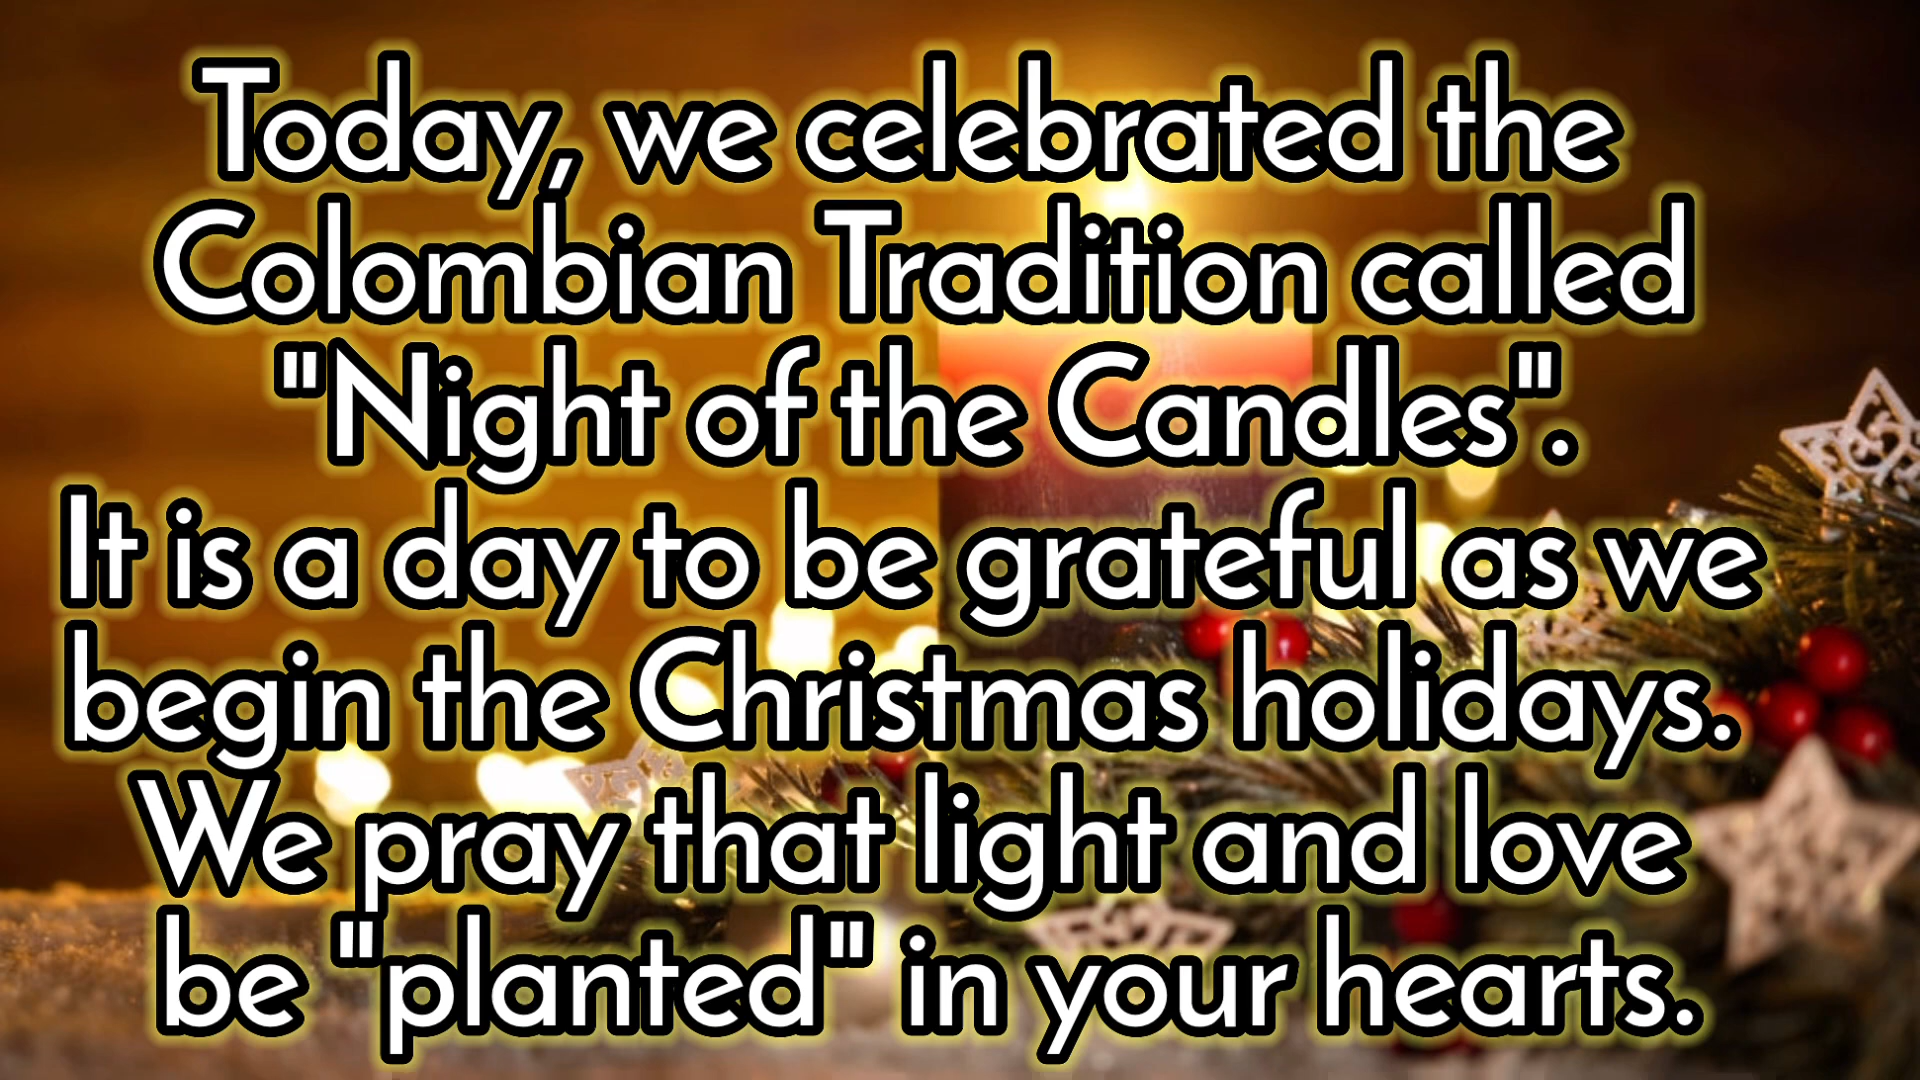 Today, we celebrated the
Colombian Tradition called
"Night of the Candles".
It is a day to be grateful as we
begin the Christmas holidays.
We pray that light and love
be "planted" in your hearts.